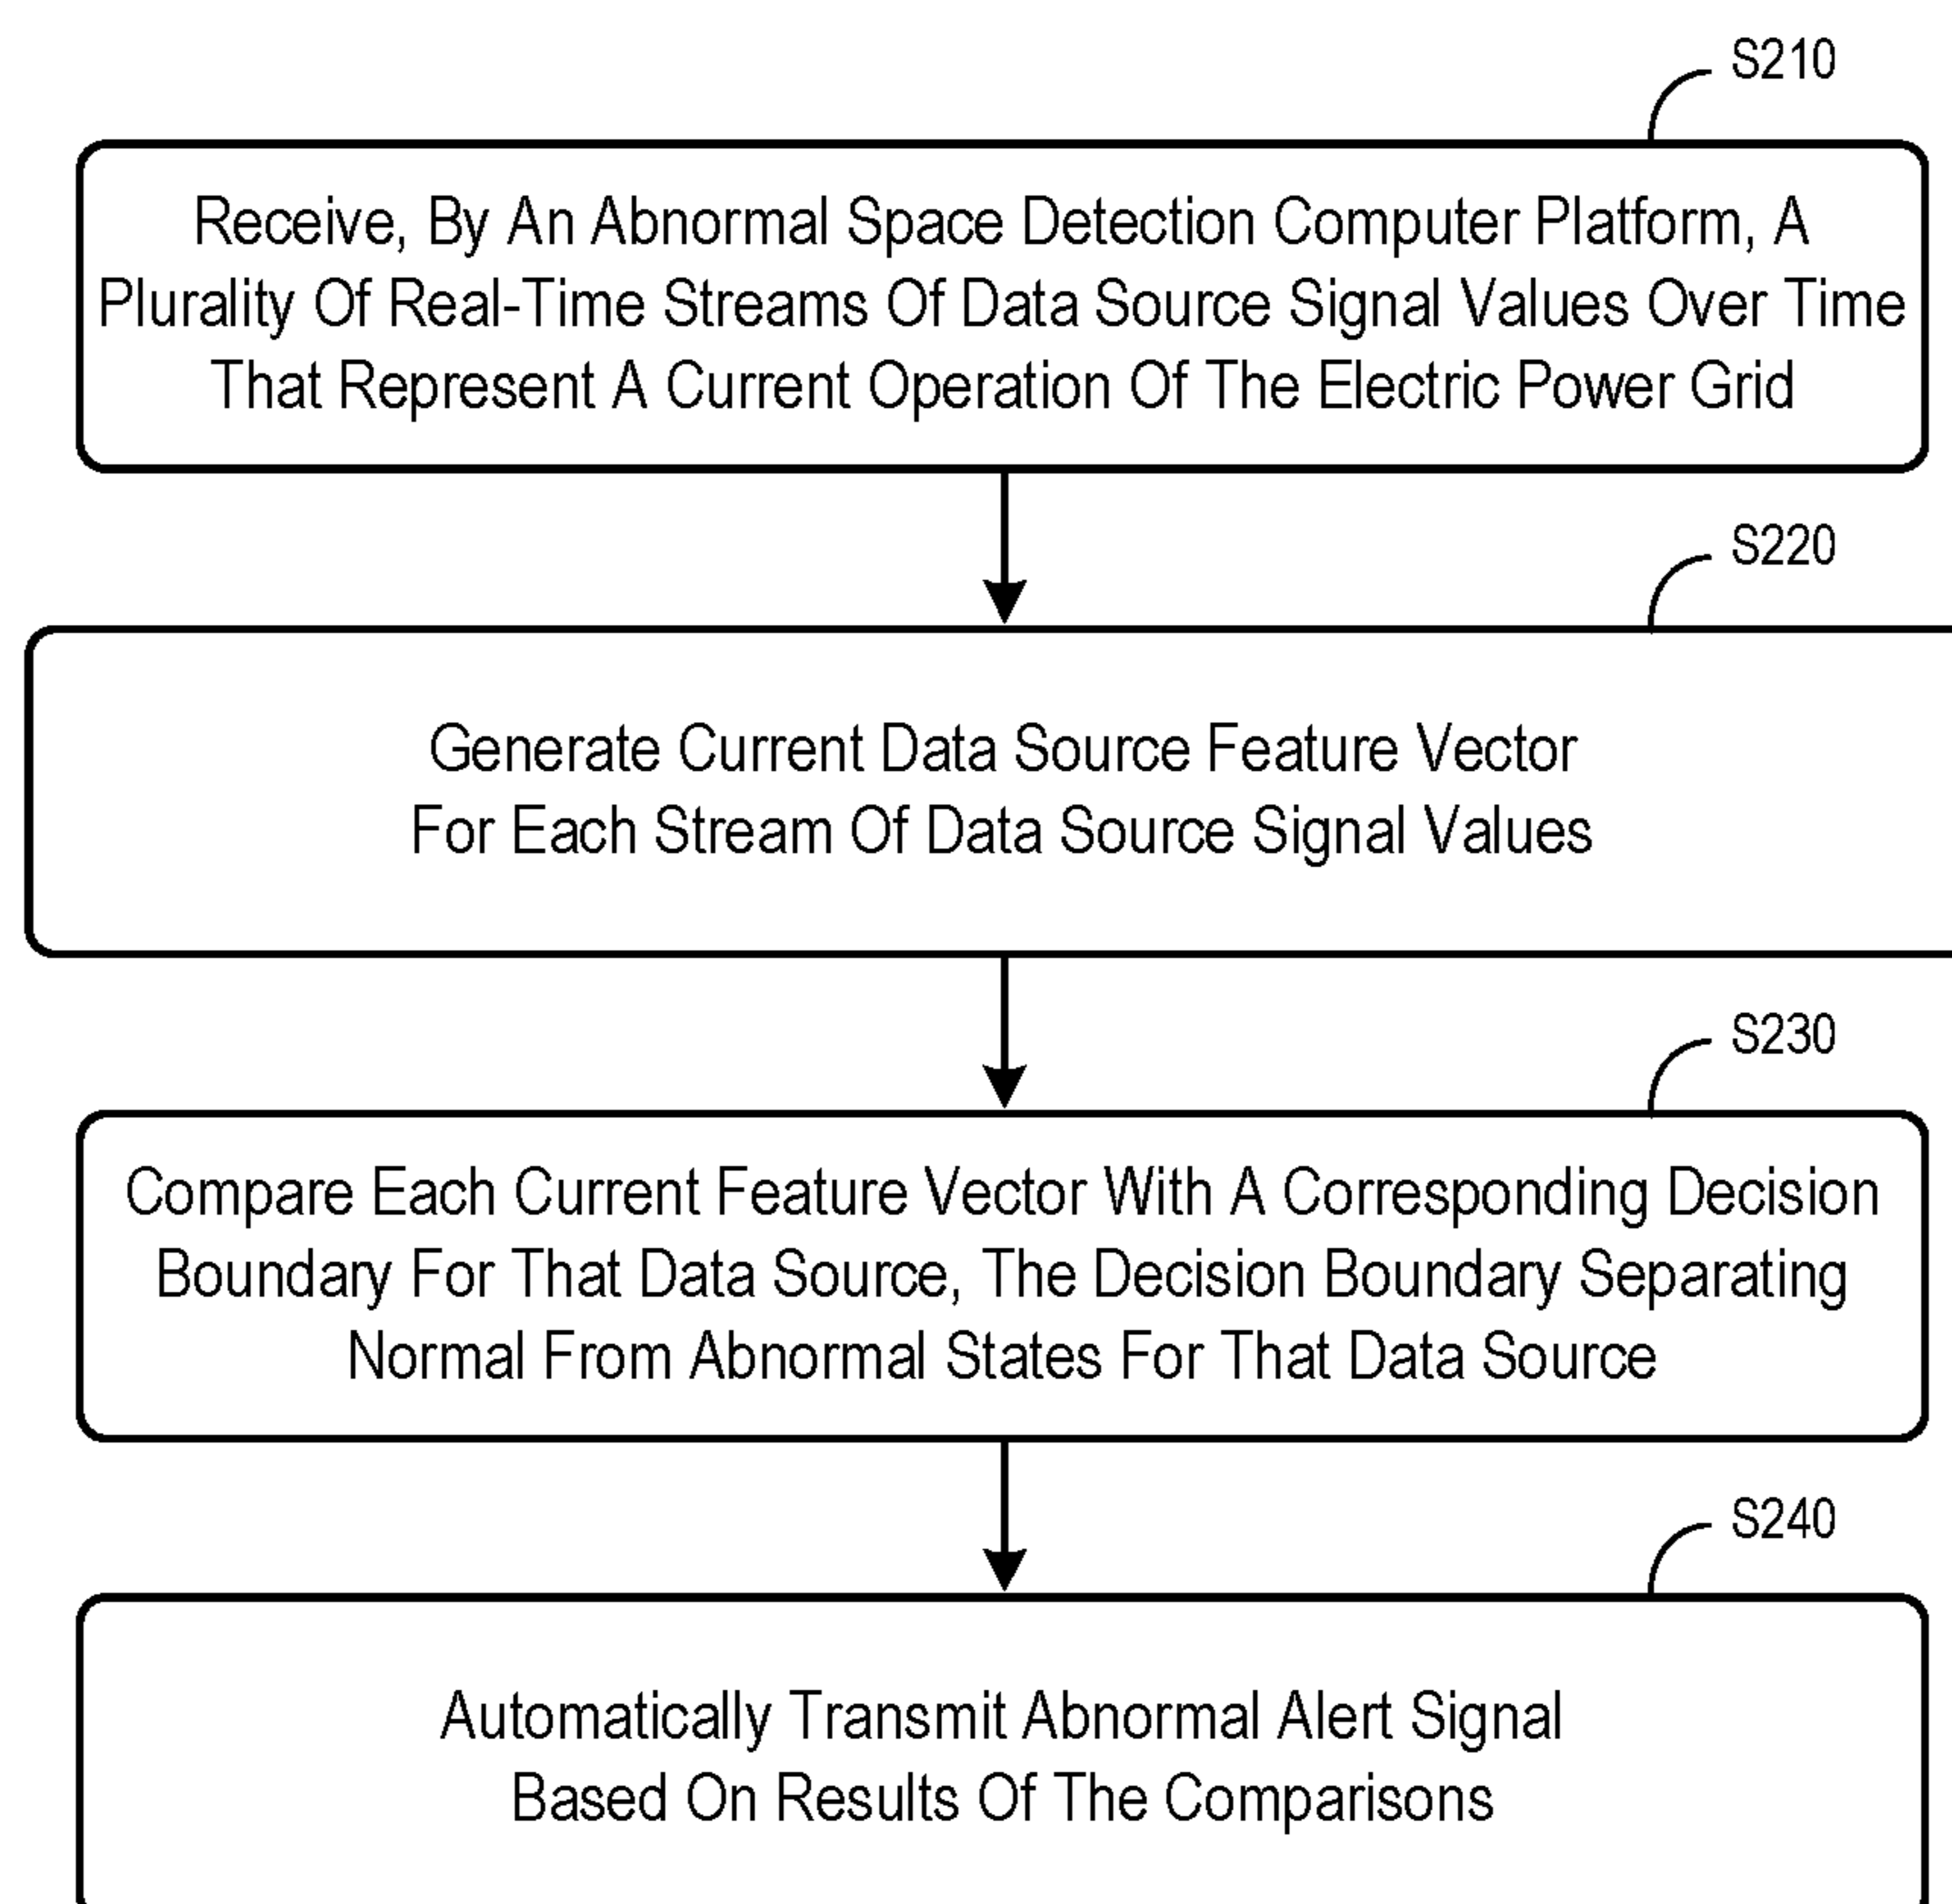 S210
Receive, By An Abnormal Space Detection Computer Platform, A
Plurality Of Real-Time Streams Of Data Source Signal Values Over Time
That Represent A Current Operation Of The Electric Power Grid
S220
Generate Current Data Source Feature Vector
For Each Stream Of Data Source Signal Values
S230
Compare Each Current Feature Vector With A Corresponding Decision
Boundary For That Data Source, The Decision Boundary Separating
Normal From Abnormal States For That Data Source
S240
Automatically Transmit Abnormal Alert Signal
Based On Results Of The Comparisons